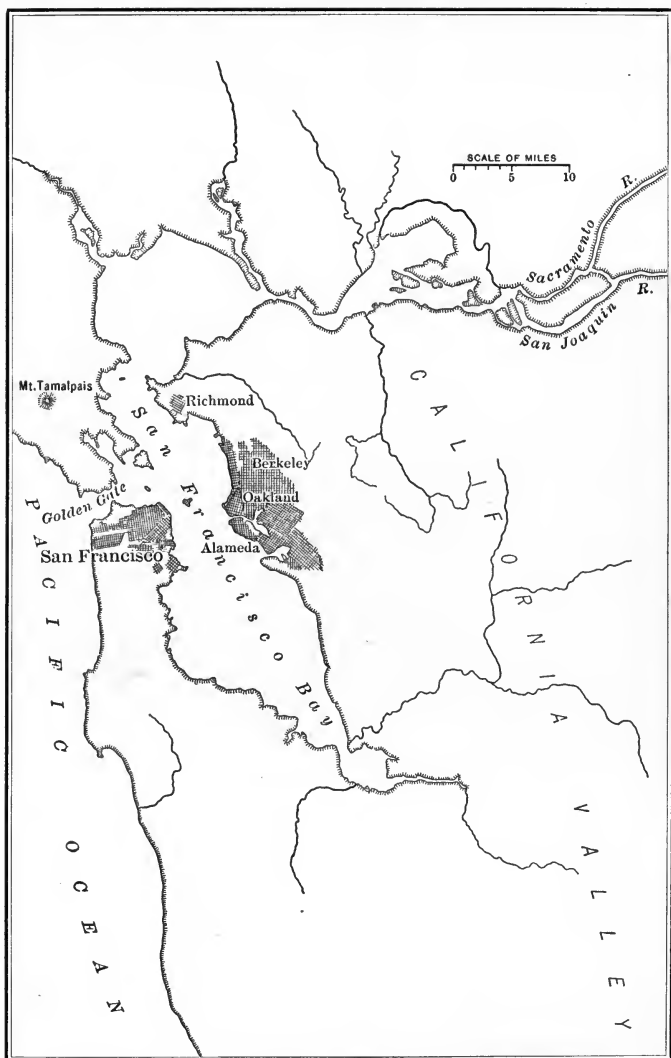 SCALE OF MILES
0 5 10
Sacramento R.
San Joaquin R.
Mt. Tamalpais
Richmond
San Francisco Bay
Berkeley
Oakland
Golden Gate
San Francisco
Alameda
PACIFIC OCEAN
CALIFORNIA VALLEY